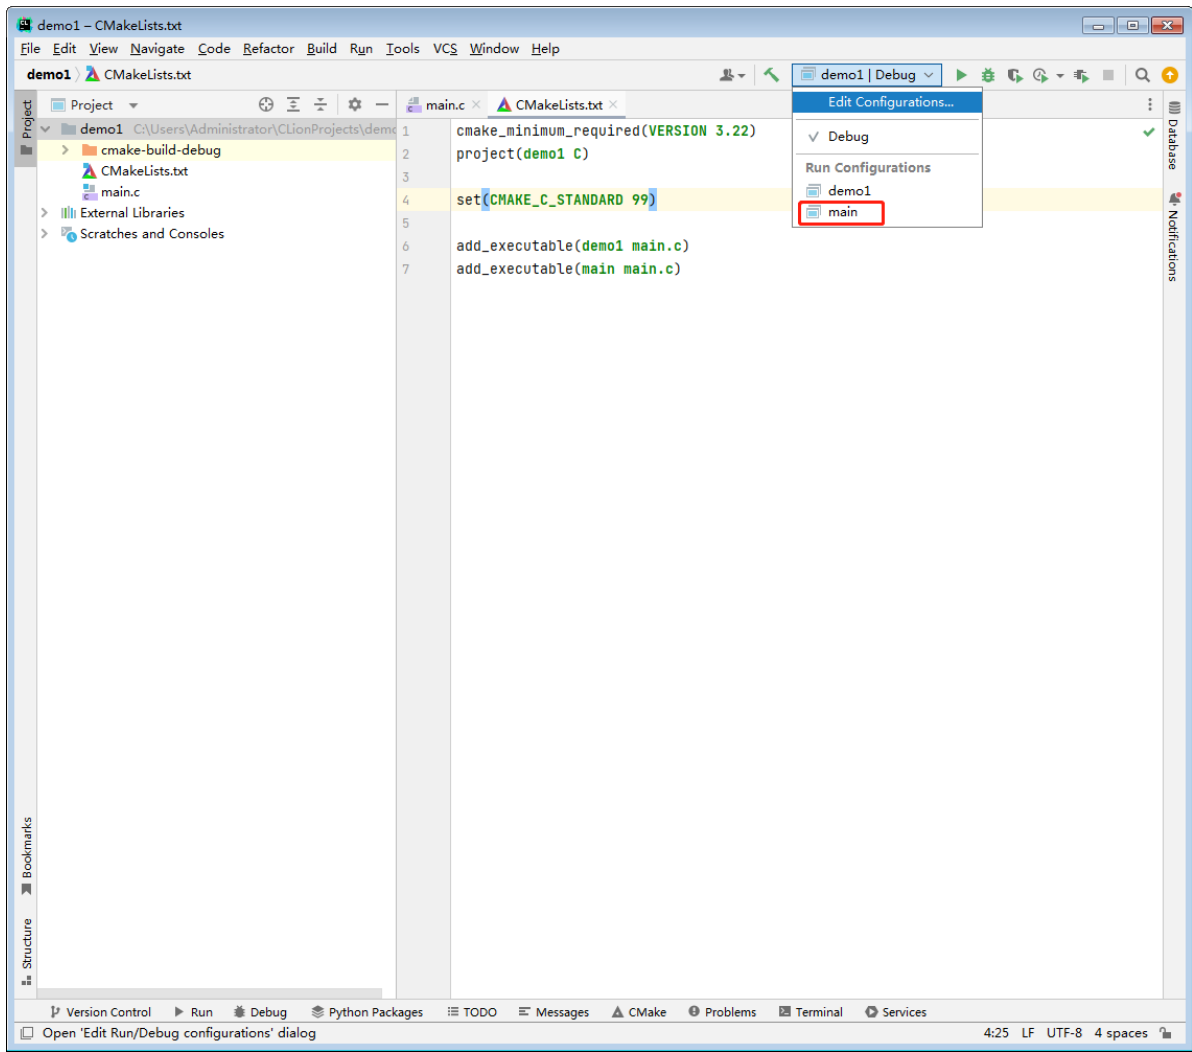 demo1 – CMakeLists.txt
File Edit View Navigate Code Refactor Build Run Tools VCS Window Help
demo1 CMakeLists.txt demo1 | Debug
Project main.c CMakeLists.txt
Edit Configurations...
Debug
Run Configurations
demo1
main
Project
demo1 C:\Users\Administrator\CLionProjects\demo
cmake-build-debug
CMakeLists.txt
main.c
External Libraries
Scratches and Consoles
1 cmake_minimum_required(VERSION 3.22)
2 project(demo1 C)
3
4 set(CMAKE_C_STANDARD 99)
5
6 add_executable(demo1 main.c)
7 add_executable(main main.c)
Database
Notifications
Bookmarks
Structure
Version Control Run Debug Python Packages TODO Messages CMake Problems Terminal Services
Open 'Edit Run/Debug configurations' dialog 4:25 LF UTF-8 4 spaces